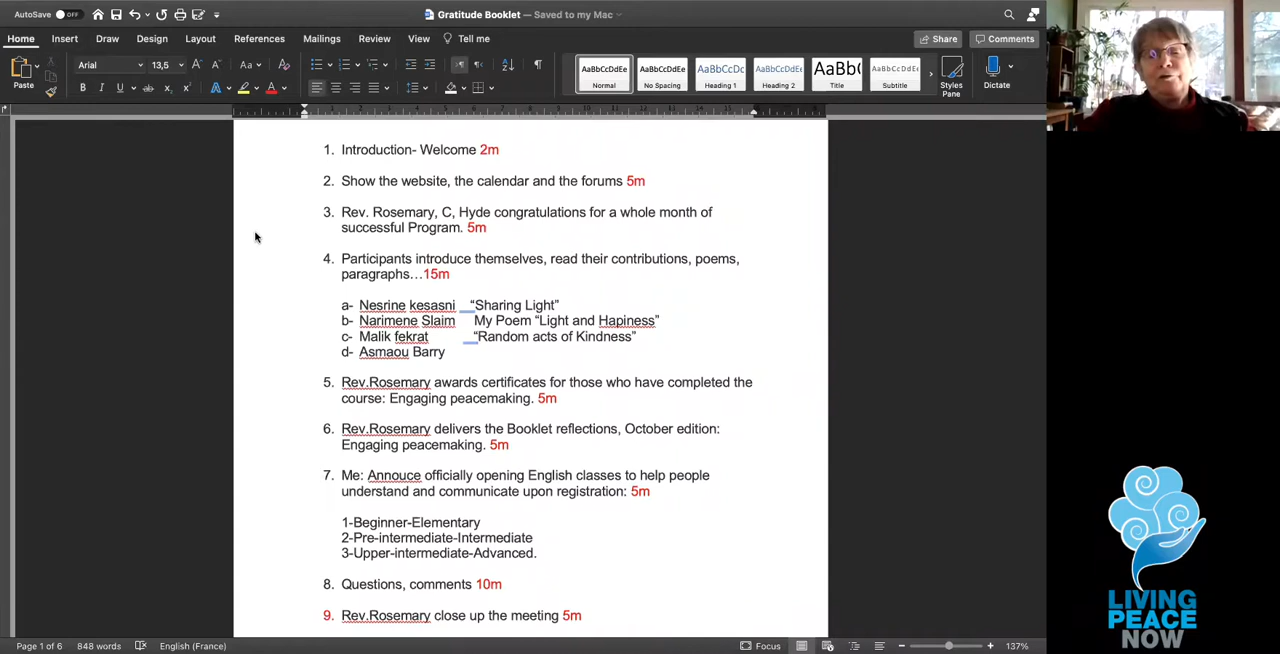 AutoSave OFF
Gratitude Booklet — Saved to my Mac
Home Insert Draw Design Layout References Mailings Review View Tell me Share Comments
Paste Arial 13,5 AaBbCcDdEe AaBbCcDdEe AaBbCcDc AaBbCcDdEe AaBb( AaBbCcDdEe
Normal No Spacing Heading 1 Heading 2 Title Subtitle Styles Pane Dictate
1. Introduction- Welcome 2m
2. Show the website, the calendar and the forums 5m
3. Rev. Rosemary, C, Hyde congratulations for a whole month of
successful Program. 5m
4. Participants introduce themselves, read their contributions, poems,
paragraphs…15m
a- Nesrine kesasni “Sharing Light”
b- Narimene Slaim My Poem “Light and Hapiness”
c- Malik fekrat “Random acts of Kindness”
d- Asmaou Barry
5. Rev.Rosemary awards certificates for those who have completed the
course: Engaging peacemaking. 5m
6. Rev.Rosemary delivers the Booklet reflections, October edition:
Engaging peacemaking. 5m
7. Me: Annouce officially opening English classes to help people
understand and communicate upon registration: 5m
1-Beginner-Elementary
2-Pre-intermediate-Intermediate
3-Upper-intermediate-Advanced.
8. Questions, comments 10m
9. Rev.Rosemary close up the meeting 5m
Page 1 of 6 848 words English (France) Focus 137%
LIVING
PEACE
NOW